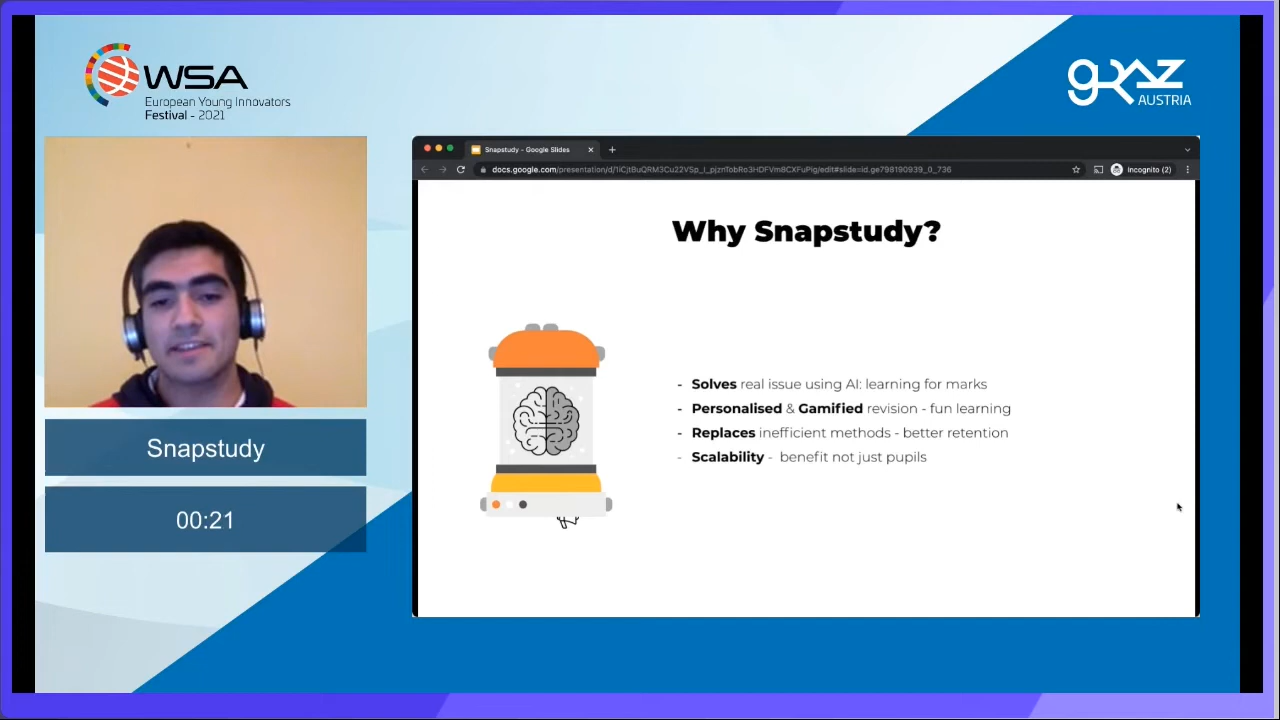 WSA
European Young Innovators
Festival - 2021
GRAZ
AUSTRIA
Snapstudy - Google Slides
Incognito (2)
Why Snapstudy?
- Solves real issue using AI: learning for marks
- Personalised & Gamified revision - fun learning
- Replaces inefficient methods - better retention
- Scalability - benefit not just pupils
Snapstudy
00:21